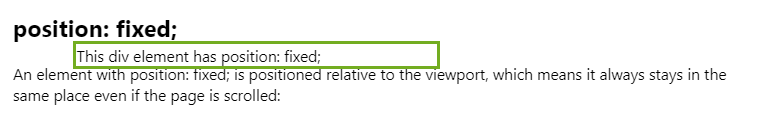 position: fixed;
This div element has position: fixed;
An element with position: fixed; is positioned relative to the viewport, which means it always stays in the
same place even if the page is scrolled: